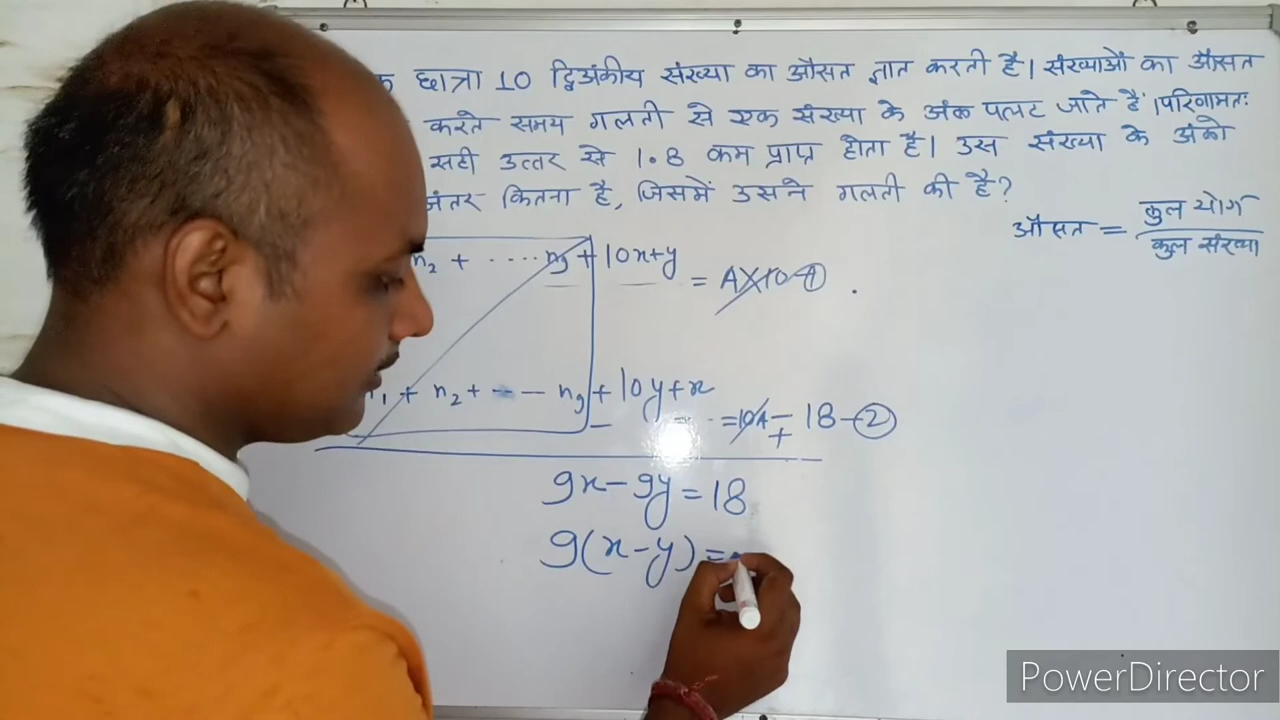 छात्रा 10 द्विअंकीय संख्या का औसत ज्ञात करती है। संख्याओं का औसत
करते समय गलती से एक संख्या के अंक पलट जाते हैं।परिणामतः
सही उत्तर से 1.8 कम प्राप्त होता है। उस संख्या के अंको
अंतर कितना है, जिसमें उसने गलती की है?
औसत = कुल योग / कुल संख्या
n₂ + ···· n₉ + 10x+y
= A×10 –①
n₁ + n₂ + - - n₉ + 10y+x
= 10A – 18 –②
+
9x – 9y = 18
9(x – y) =
PowerDirector